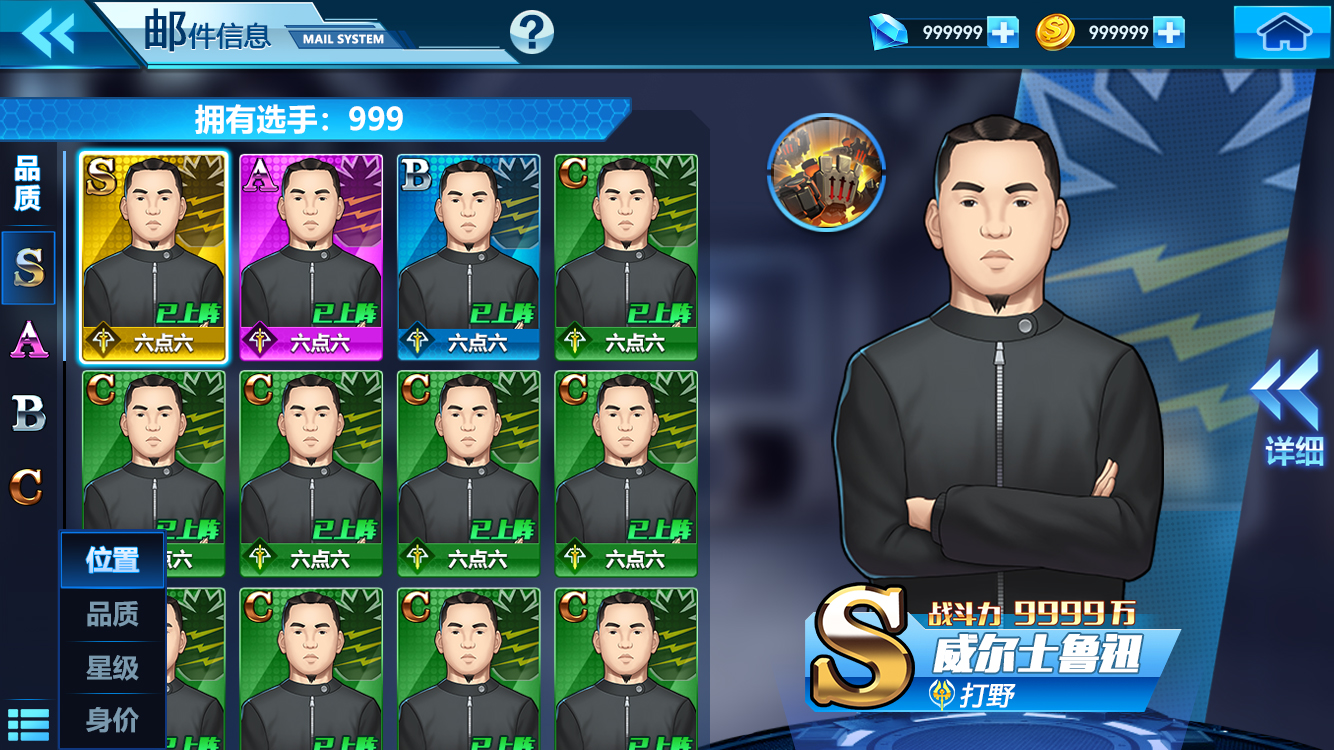 邮件信息
MAIL SYSTEM
?
999999
999999
拥有选手：999
品质
S
A
B
C
S
已上阵
六点六
A
已上阵
六点六
B
已上阵
六点六
C
已上阵
六点六
C
已上阵
点六
C
已上阵
六点六
C
已上阵
六点六
C
已上阵
六点六
已上阵
C
已上阵
C
已上阵
C
已上阵
位置
品质
星级
身价
详细
S
战斗力 9999万
威尔士鲁迅
打野